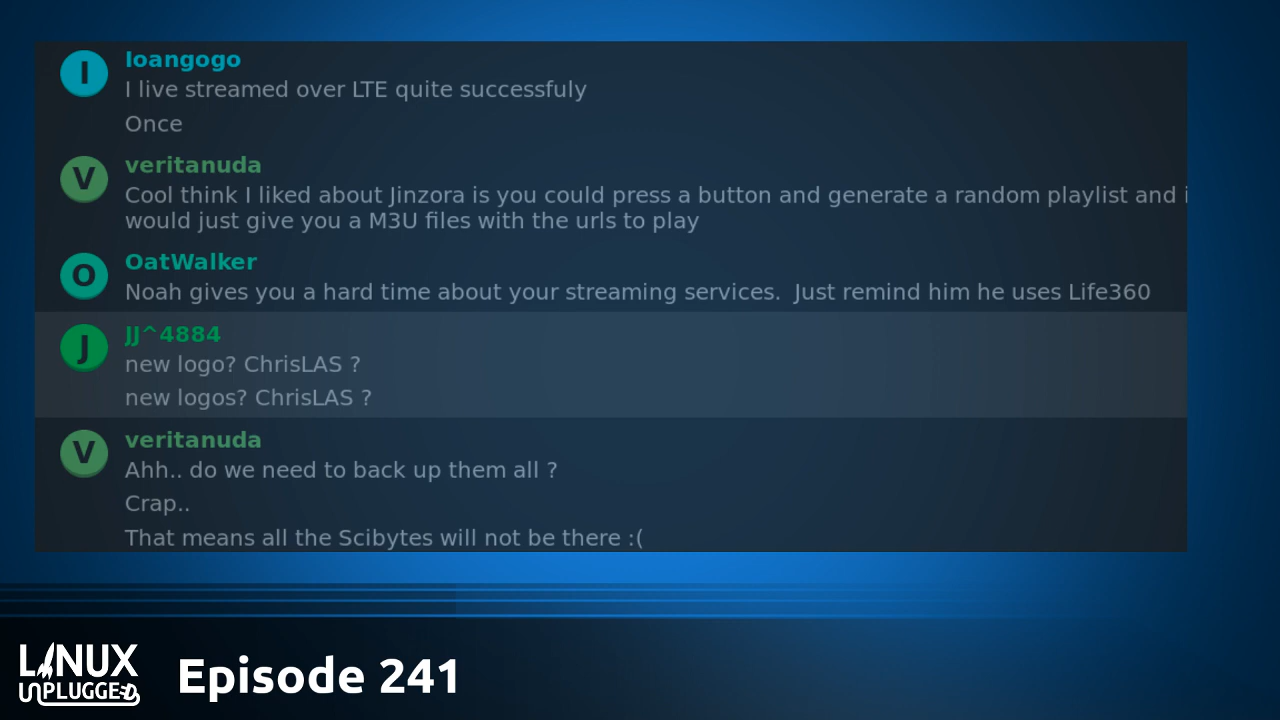 I
loangogo
I live streamed over LTE quite successfuly
Once
V
veritanuda
Cool think I liked about Jinzora is you could press a button and generate a random playlist and i
would just give you a M3U files with the urls to play
O
OatWalker
Noah gives you a hard time about your streaming services.  Just remind him he uses Life360
J
JJ^4884
new logo? ChrisLAS ?
new logos? ChrisLAS ?
V
veritanuda
Ahh.. do we need to back up them all ?
Crap..
That means all the Scibytes will not be there :(
LINUX
UNPLUGGED
Episode 241